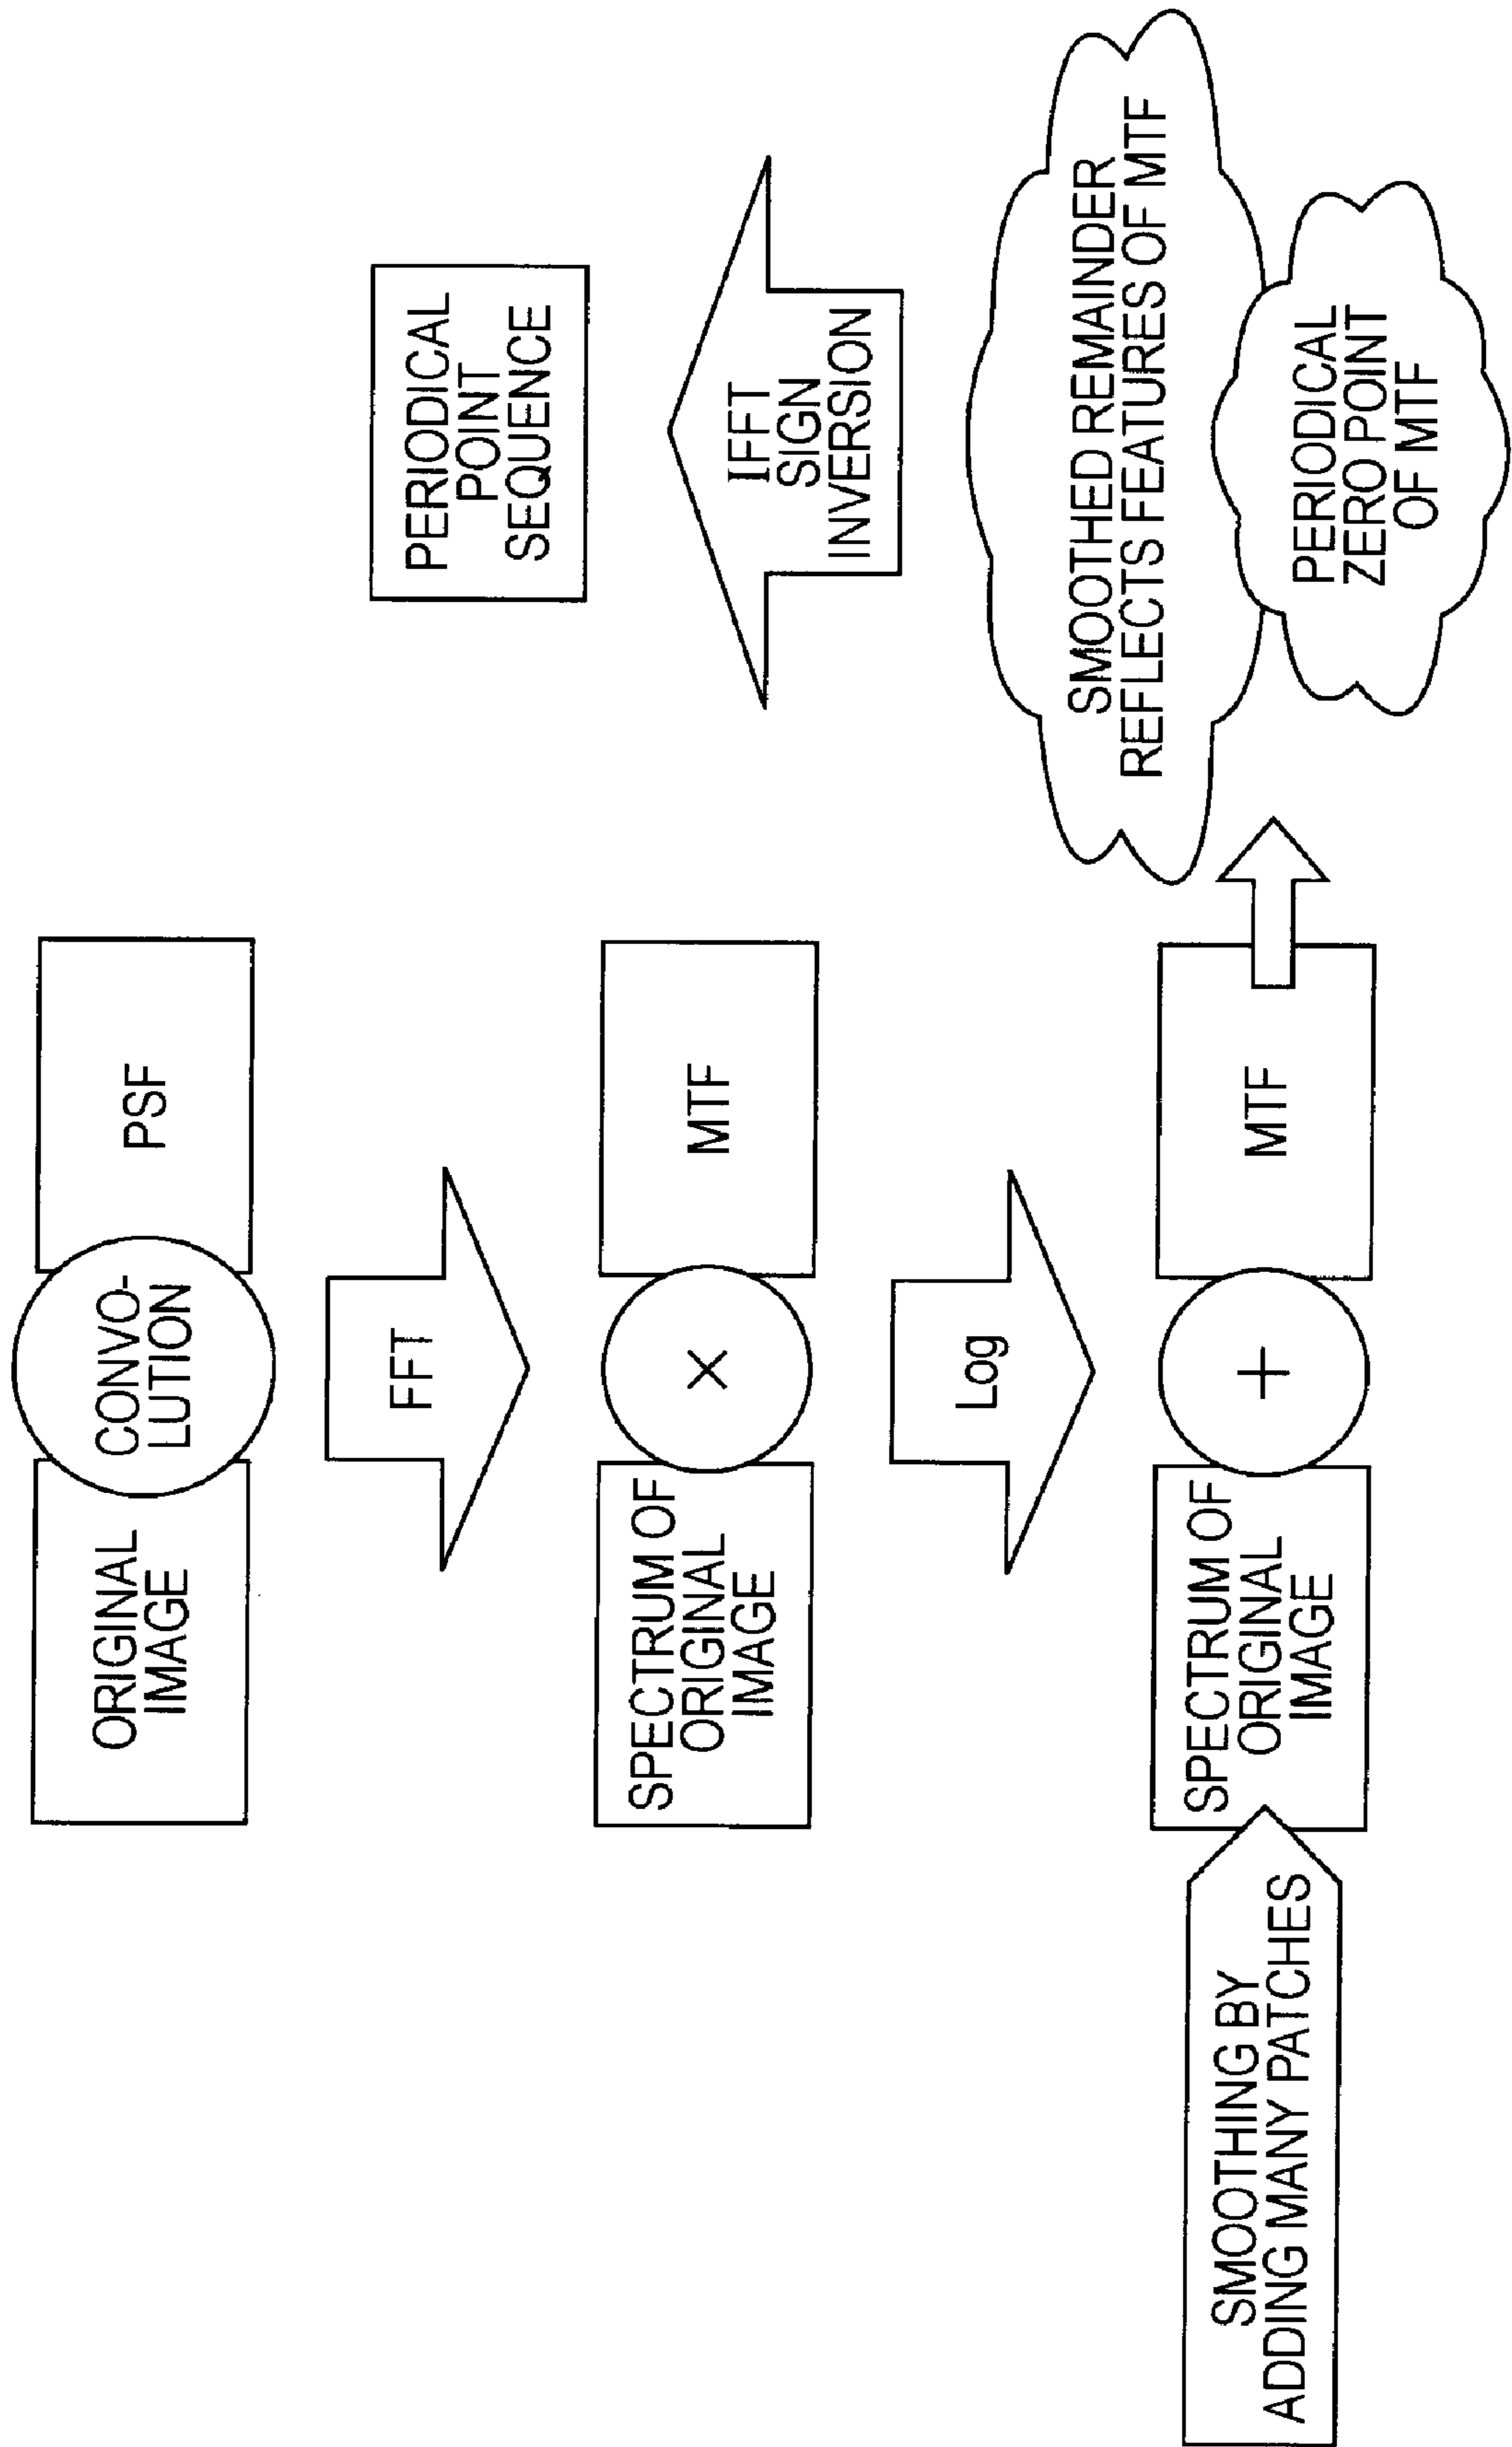 ORIGINAL
IMAGE
CONVO-
LUTION
PSF
FFT
SPECTRUM OF
ORIGINAL
IMAGE
×
MTF
Log
SMOOTHING BY
ADDING MANY PATCHES
SPECTRUM OF
ORIGINAL
IMAGE
+
MTF
SMOOTHED REMAINDER
REFLECTS FEATURES OF MTF
PERIODICAL
ZERO POINT
OF MTF
IFFT
SIGN
INVERSION
PERIODICAL
POINT
SEQUENCE